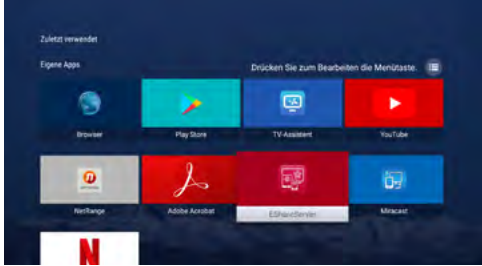 Zuletzt verwendet
Eigene Apps
Drücken Sie zum Bearbeiten die Menütaste.
Browser
Play Store
TV-Assistent
YouTube
NetRange
Adobe Acrobat
EShareServer
Miracast
N